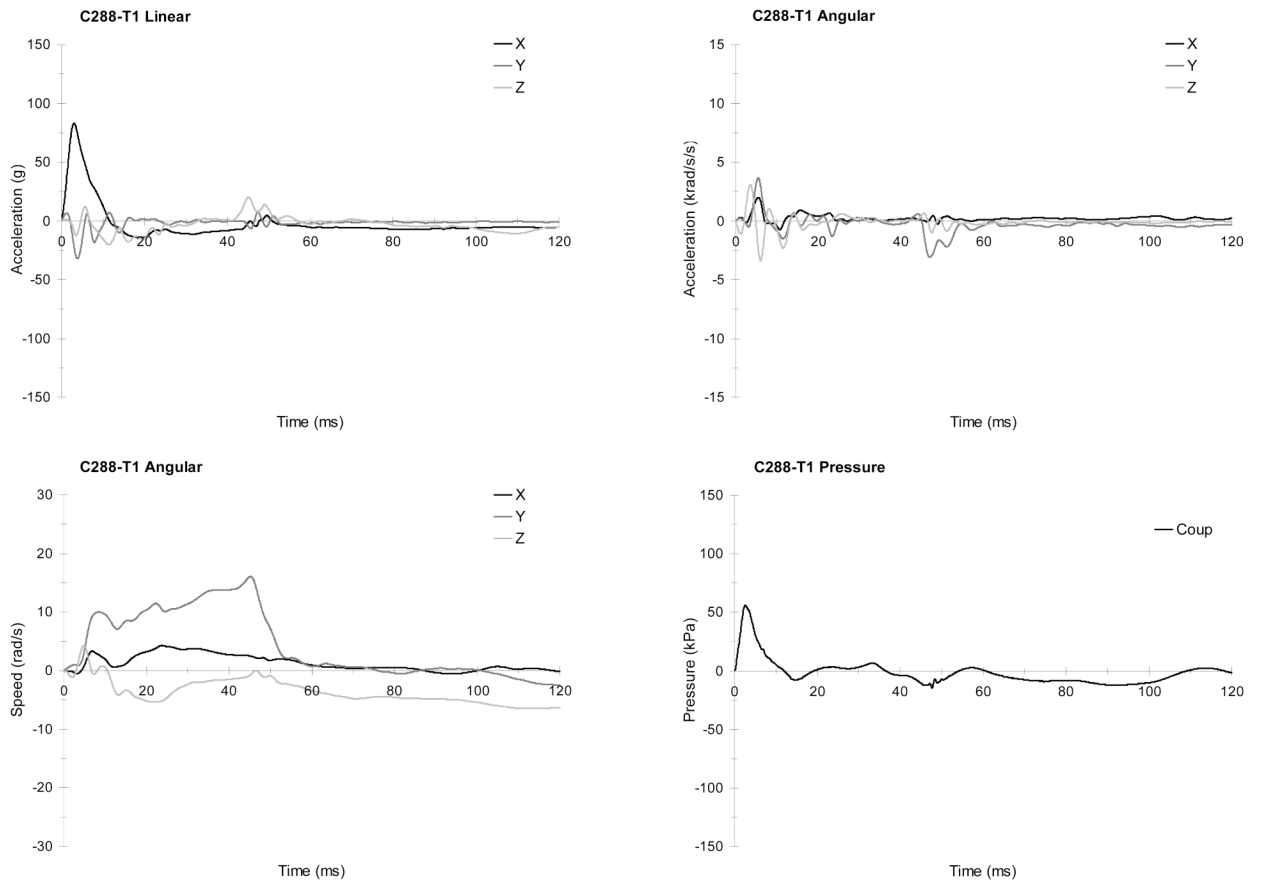 C288-T1 Linear
150
100
50
0
-50
-100
-150
Acceleration (g)
0 20 40 60 80 100 120
Time (ms)
X
Y
Z
C288-T1 Angular
15
10
5
0
-5
-10
-15
Acceleration (krad/s/s)
0 20 40 60 80 100 120
Time (ms)
X
Y
Z
C288-T1 Angular
30
20
10
0
-10
-20
-30
Speed (rad/s)
0 20 40 60 80 100 120
Time (ms)
X
Y
Z
C288-T1 Pressure
150
100
50
0
-50
-100
-150
Pressure (kPa)
0 20 40 60 80 100 120
Time (ms)
Coup